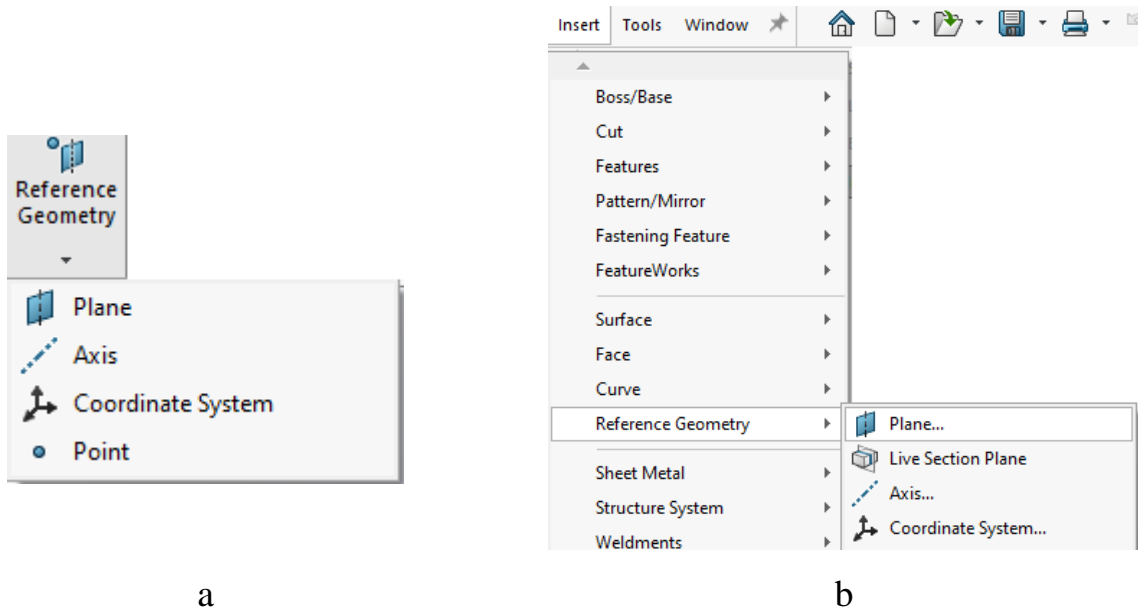 Reference
Geometry
Plane
Axis
Coordinate System
Point
a
Insert Tools Window
Boss/Base
Cut
Features
Pattern/Mirror
Fastening Feature
FeatureWorks
Surface
Face
Curve
Reference Geometry
Sheet Metal
Structure System
Weldments
Plane...
Live Section Plane
Axis...
Coordinate System...
b